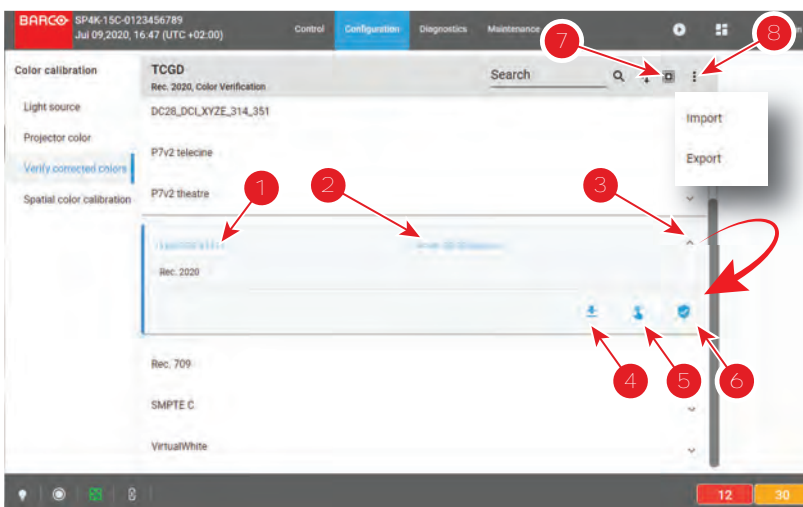 BARCO SP4K-15C-0123456789
Jul 09,2020, 16:47 (UTC +02:00)
Control Configuration Diagnostics Maintenance
7
8
Color calibration
Light source
Projector color
Verify corrected colors
Spatial color calibration
TCGD
Rec. 2020, Color Verification
Search
Import
Export
DC28_DCI_XYZE_314_351
P7v2 telecine
P7v2 theatre
1
2
3
Rec. 2020
4
5
6
Rec. 709
SMPTE C
VirtualWhite
12
30